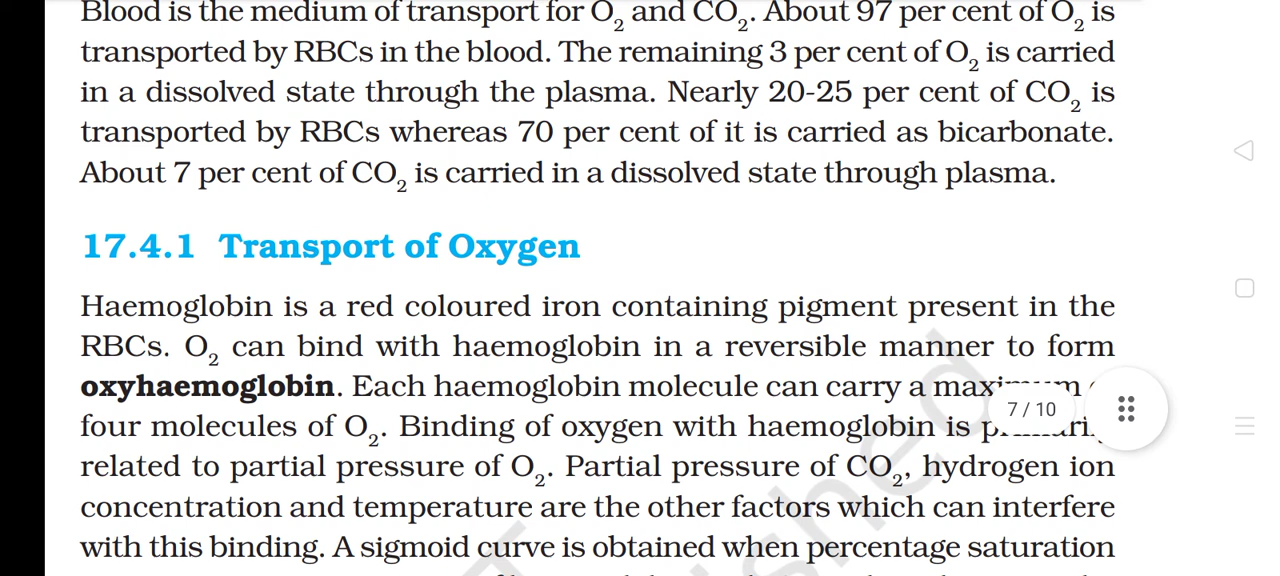 Blood is the medium of transport for O₂ and CO₂. About 97 per cent of O₂ is
transported by RBCs in the blood. The remaining 3 per cent of O₂ is carried
in a dissolved state through the plasma. Nearly 20-25 per cent of CO₂ is
transported by RBCs whereas 70 per cent of it is carried as bicarbonate.
About 7 per cent of CO₂ is carried in a dissolved state through plasma.
17.4.1 Transport of Oxygen
Haemoglobin is a red coloured iron containing pigment present in the
RBCs. O₂ can bind with haemoglobin in a reversible manner to form
oxyhaemoglobin. Each haemoglobin molecule can carry a maximum
7 / 10
four molecules of O₂. Binding of oxygen with haemoglobin is
related to partial pressure of O₂. Partial pressure of CO₂, hydrogen ion
concentration and temperature are the other factors which can interfere
with this binding. A sigmoid curve is obtained when percentage saturation